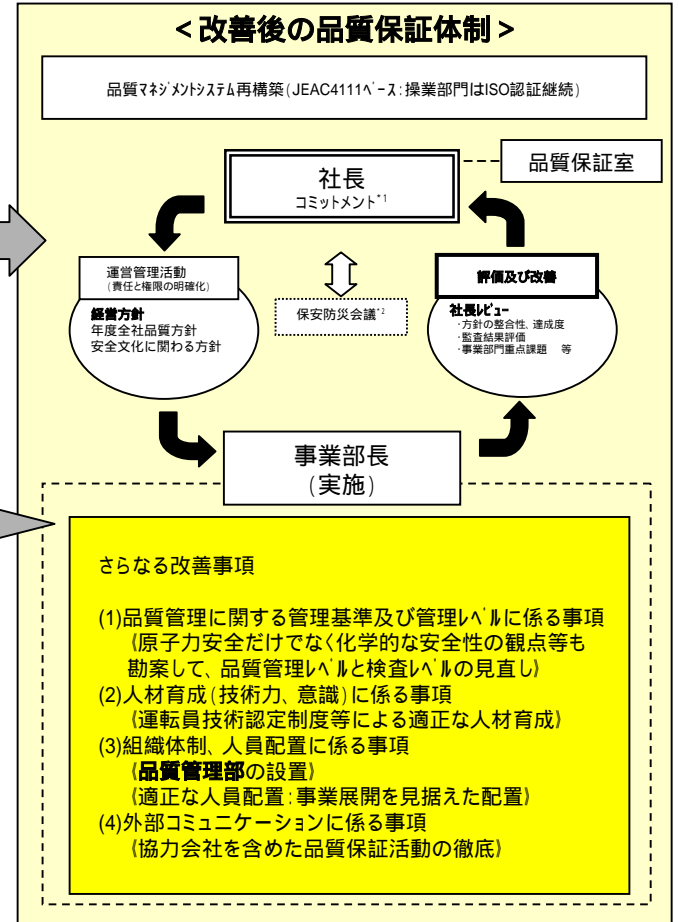 <改善後の品質保証体制>
品質ﾏﾈｼﾞﾒﾝﾄｼｽﾃﾑ再構築(JEAC4111ﾍﾞｰｽ:操業部門はISO認証継続)
社長
コミットメント*1
品質保証室
運営管理活動
(責任と権限の明確化)
経営方針
年度全社品質方針
安全文化に関わる方針
保安防災会議*2
評価及び改善
社長ﾚﾋﾞｭｰ
・方針の整合性、達成度
・監査結果評価
・事業部門重点課題 等
事業部長
(実施)
さらなる改善事項
(1)品質管理に関する管理基準及び管理ﾚﾍﾞﾙに係る事項
《原子力安全だけでなく化学的な安全性の観点等も
勘案して、品質管理ﾚﾍﾞﾙと検査ﾚﾍﾞﾙの見直し》
(2)人材育成(技術力、意識)に係る事項
《運転員技術認定制度等による適正な人材育成》
(3)組織体制、人員配置に係る事項
《品質管理部の設置》
《適正な人員配置:事業展開を見据えた配置》
(4)外部コミュニケーションに係る事項
《協力会社を含めた品質保証活動の徹底》